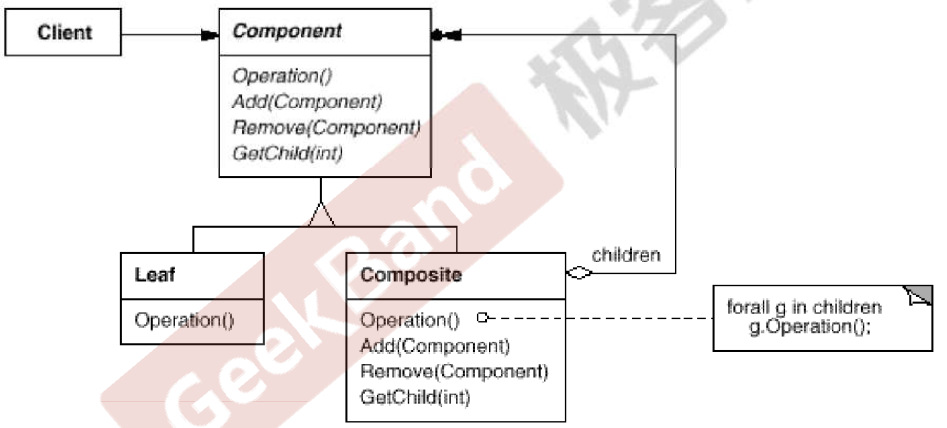 Client
Component
Operation()
Add(Component)
Remove(Component)
GetChild(int)
Leaf
Operation()
Composite
Operation()
Add(Component)
Remove(Component)
GetChild(int)
children
forall g in children
g.Operation();
GeekBand
极客